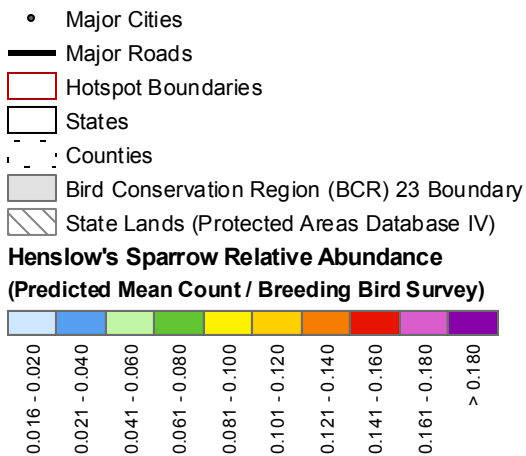 Major Cities
Major Roads
Hotspot Boundaries
States
Counties
Bird Conservation Region (BCR) 23 Boundary
State Lands (Protected Areas Database IV)
Henslow's Sparrow Relative Abundance
(Predicted Mean Count / Breeding Bird Survey)
0.016 - 0.020
0.021 - 0.040
0.041 - 0.060
0.061 - 0.080
0.081 - 0.100
0.101 - 0.120
0.121 - 0.140
0.141 - 0.160
0.161 - 0.180
> 0.180